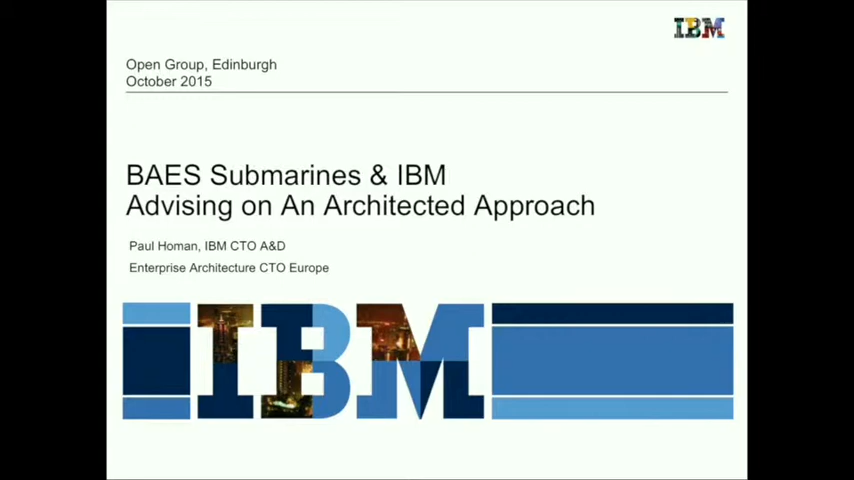 IBM
Open Group, Edinburgh
October 2015
BAES Submarines & IBM
Advising on An Architected Approach
Paul Homan, IBM CTO A&D
Enterprise Architecture CTO Europe
IBM